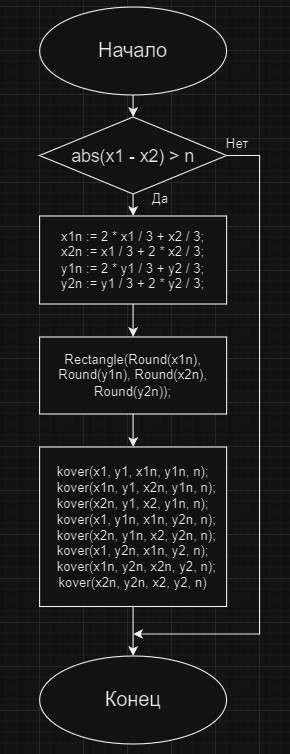 Начало
abs(x1 - x2) > n
Нет
Да
x1n := 2 * x1 / 3 + x2 / 3;
x2n := x1 / 3 + 2 * x2 / 3;
y1n := 2 * y1 / 3 + y2 / 3;
y2n := y1 / 3 + 2 * y2 / 3;
Rectangle(Round(x1n),
Round(y1n), Round(x2n),
Round(y2n));
kover(x1, y1, x1n, y1n, n);
kover(x1n, y1, x2n, y1n, n);
kover(x2n, y1, x2, y1n, n);
kover(x1, y1n, x1n, y2n, n);
kover(x2n, y1n, x2, y2n, n);
kover(x1, y2n, x1n, y2, n);
kover(x1n, y2n, x2n, y2, n);
kover(x2n, y2n, x2, y2, n)
Конец